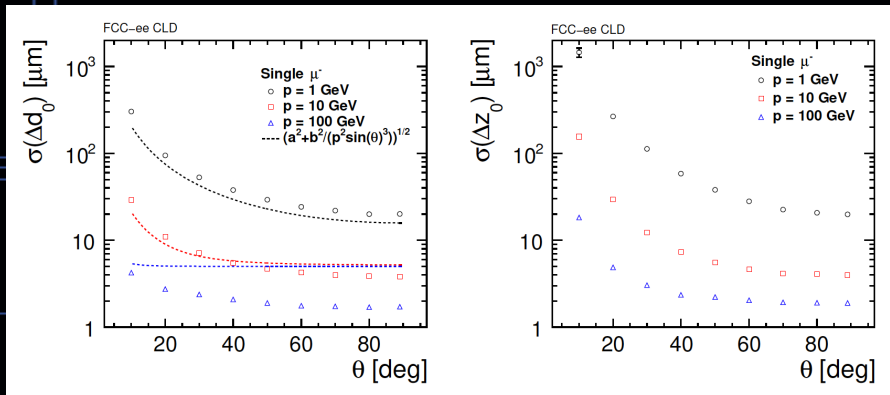 FCC-ee CLD
σ(Δd₀) [μm]
10³
10²
10
1
Single μ⁻
p = 1 GeV
p = 10 GeV
p = 100 GeV
(a²+b²/(p²sin(θ)³))^1/2
20
40
60
80
θ [deg]
FCC-ee CLD
σ(Δz₀) [μm]
10³
10²
10
1
Single μ⁻
p = 1 GeV
p = 10 GeV
p = 100 GeV
20
40
60
80
θ [deg]